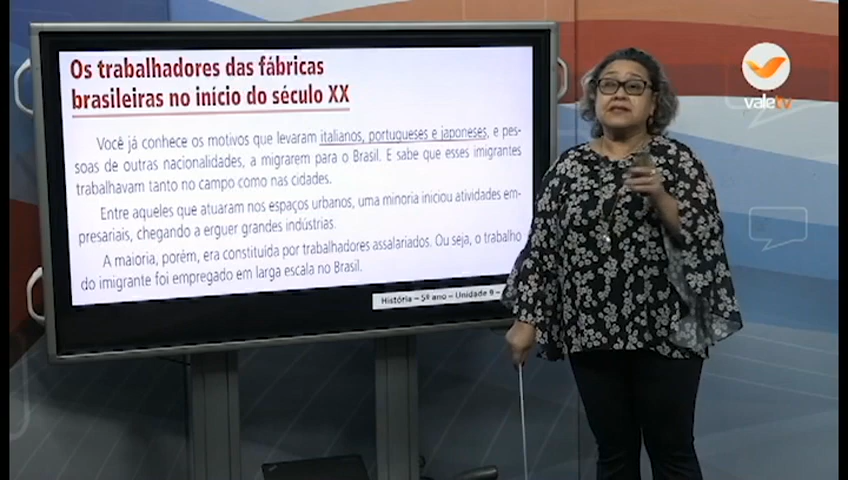 Os trabalhadores das fábricas
brasileiras no início do século XX
Você já conhece os motivos que levaram italianos, portugueses e japoneses, e pes-
soas de outras nacionalidades, a migrarem para o Brasil. E sabe que esses imigrantes
trabalhavam tanto no campo como nas cidades.
Entre aqueles que atuaram nos espaços urbanos, uma minoria iniciou atividades em-
presariais, chegando a erguer grandes indústrias.
A maioria, porém, era constituída por trabalhadores assalariados. Ou seja, o trabalho
do imigrante foi empregado em larga escala no Brasil.
História – 5º ano – Unidade 9 –
valetv